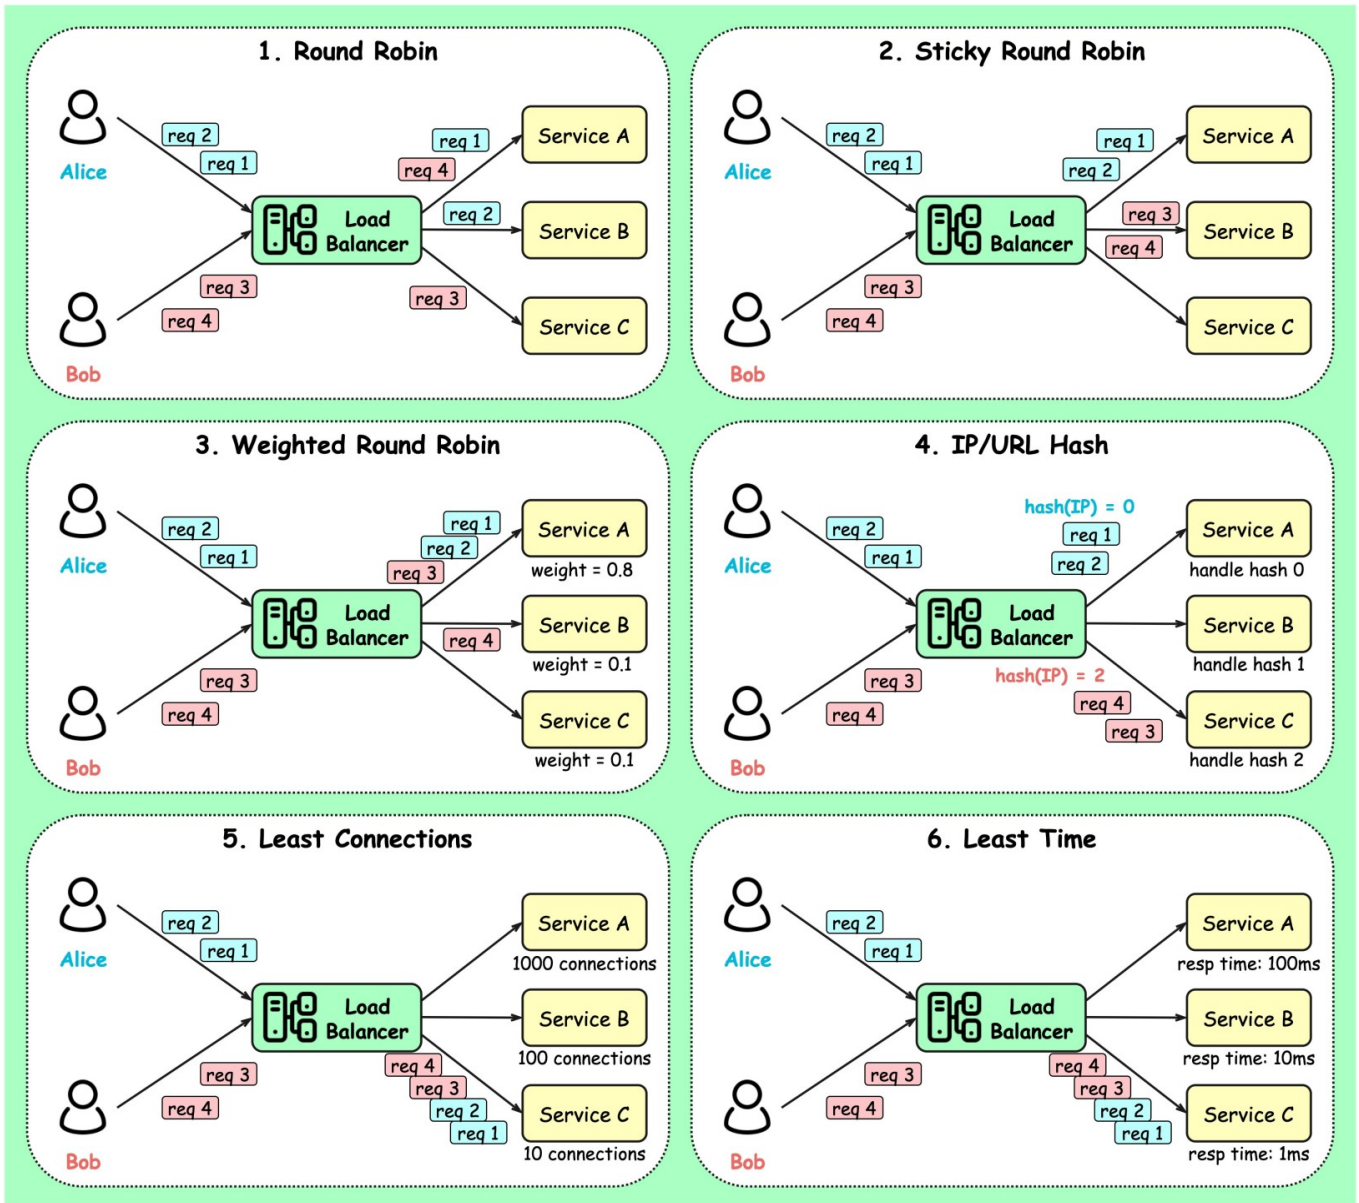 1. Round Robin
req 2
req 1
Alice
req 3
req 4
Bob
Load
Balancer
req 1
req 4
req 2
req 3
Service A
Service B
Service C
2. Sticky Round Robin
req 2
req 1
Alice
req 3
req 4
Bob
Load
Balancer
req 1
req 2
req 3
req 4
Service A
Service B
Service C
3. Weighted Round Robin
req 2
req 1
Alice
req 3
req 4
Bob
Load
Balancer
req 1
req 2
req 3
req 4
Service A
weight = 0.8
Service B
weight = 0.1
Service C
weight = 0.1
4. IP/URL Hash
req 2
req 1
Alice
req 3
req 4
Bob
Load
Balancer
hash(IP) = 0
req 1
req 2
hash(IP) = 2
req 4
req 3
Service A
handle hash 0
Service B
handle hash 1
Service C
handle hash 2
5. Least Connections
req 2
req 1
Alice
req 3
req 4
Bob
Load
Balancer
req 4
req 3
req 2
req 1
Service A
1000 connections
Service B
100 connections
Service C
10 connections
6. Least Time
req 2
req 1
Alice
req 3
req 4
Bob
Load
Balancer
req 4
req 3
req 2
req 1
Service A
resp time: 100ms
Service B
resp time: 10ms
Service C
resp time: 1ms